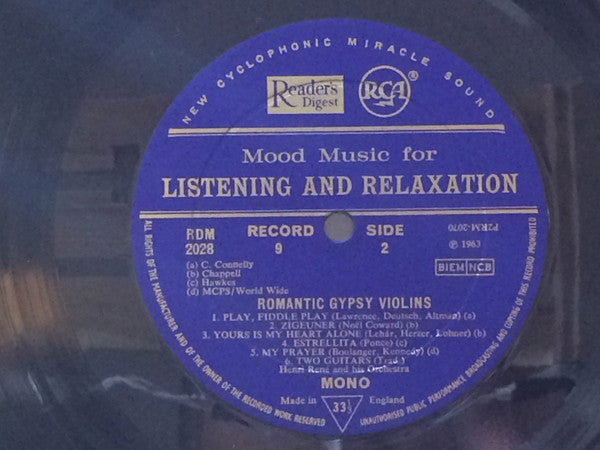 NEW CYCLOPHONIC MIRACLE SOUND
Reader's
Digest
RCA
®
Mood Music for
LISTENING AND RELAXATION
RDM
2028
RECORD
9
SIDE
2
P2RM-2070
℗ 1963
BIEM NCB
(a) C. Connelly
(b) Chappell
(c) Hawkes
(d) MCPS/World Wide
ROMANTIC GYPSY VIOLINS
1. PLAY, FIDDLE PLAY (Lawrence, Deutsch, Altman) (a)
2. ZIGEUNER (Noël Coward) (b)
3. YOURS IS MY HEART ALONE (Lehár, Herzer, Lohner) (b)
4. ESTRELLITA (Ponce) (c)
5. MY PRAYER (Boulanger, Kennedy) (d)
6. TWO GUITARS (Trad.)
Henri René and his Orchestra
MONO
Made in England
33⅓
ALL RIGHTS OF THE MANUFACTURER AND OF THE OWNER OF THE RECORDED WORK RESERVED
UNAUTHORISED PUBLIC PERFORMANCE BROADCASTING AND COPYING OF THIS RECORD PROHIBITED